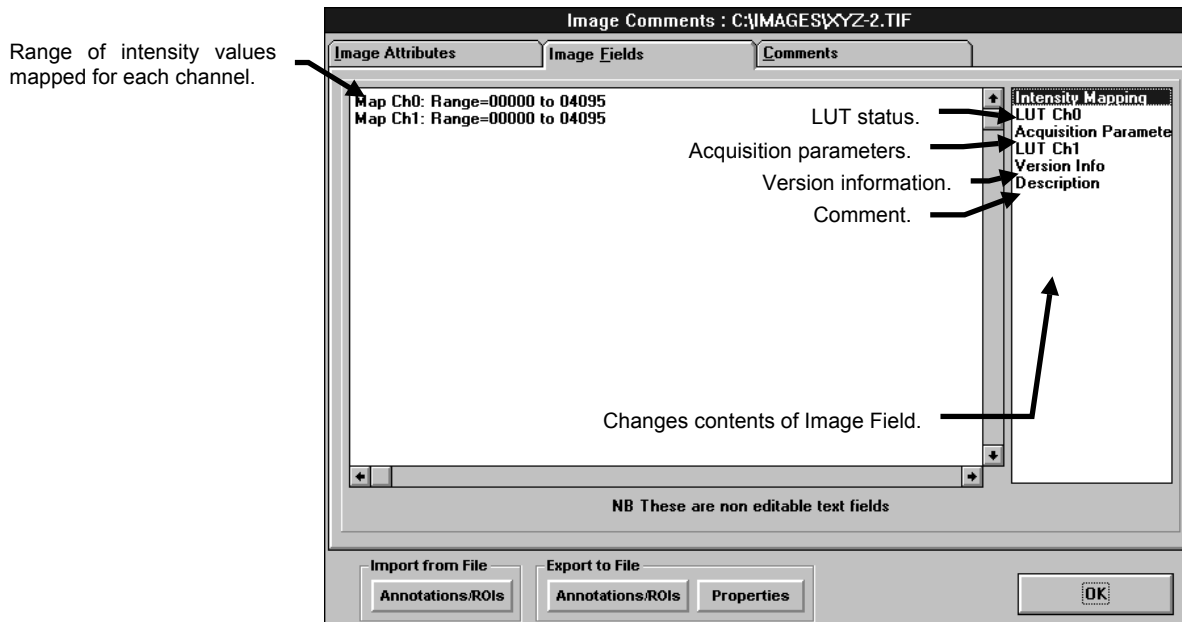 Image Comments : C:\IMAGES\XYZ-2.TIF
Range of intensity values
mapped for each channel.
Image Attributes
Image Fields
Comments
Map Ch0: Range=00000 to 04095
Map Ch1: Range=00000 to 04095
LUT status.
Acquisition parameters.
Version information.
Comment.
Changes contents of Image Field.
Intensity Mapping
LUT Ch0
Acquisition Paramete
LUT Ch1
Version Info
Description
NB These are non editable text fields
Import from File
Annotations/ROIs
Export to File
Annotations/ROIs
Properties
OK